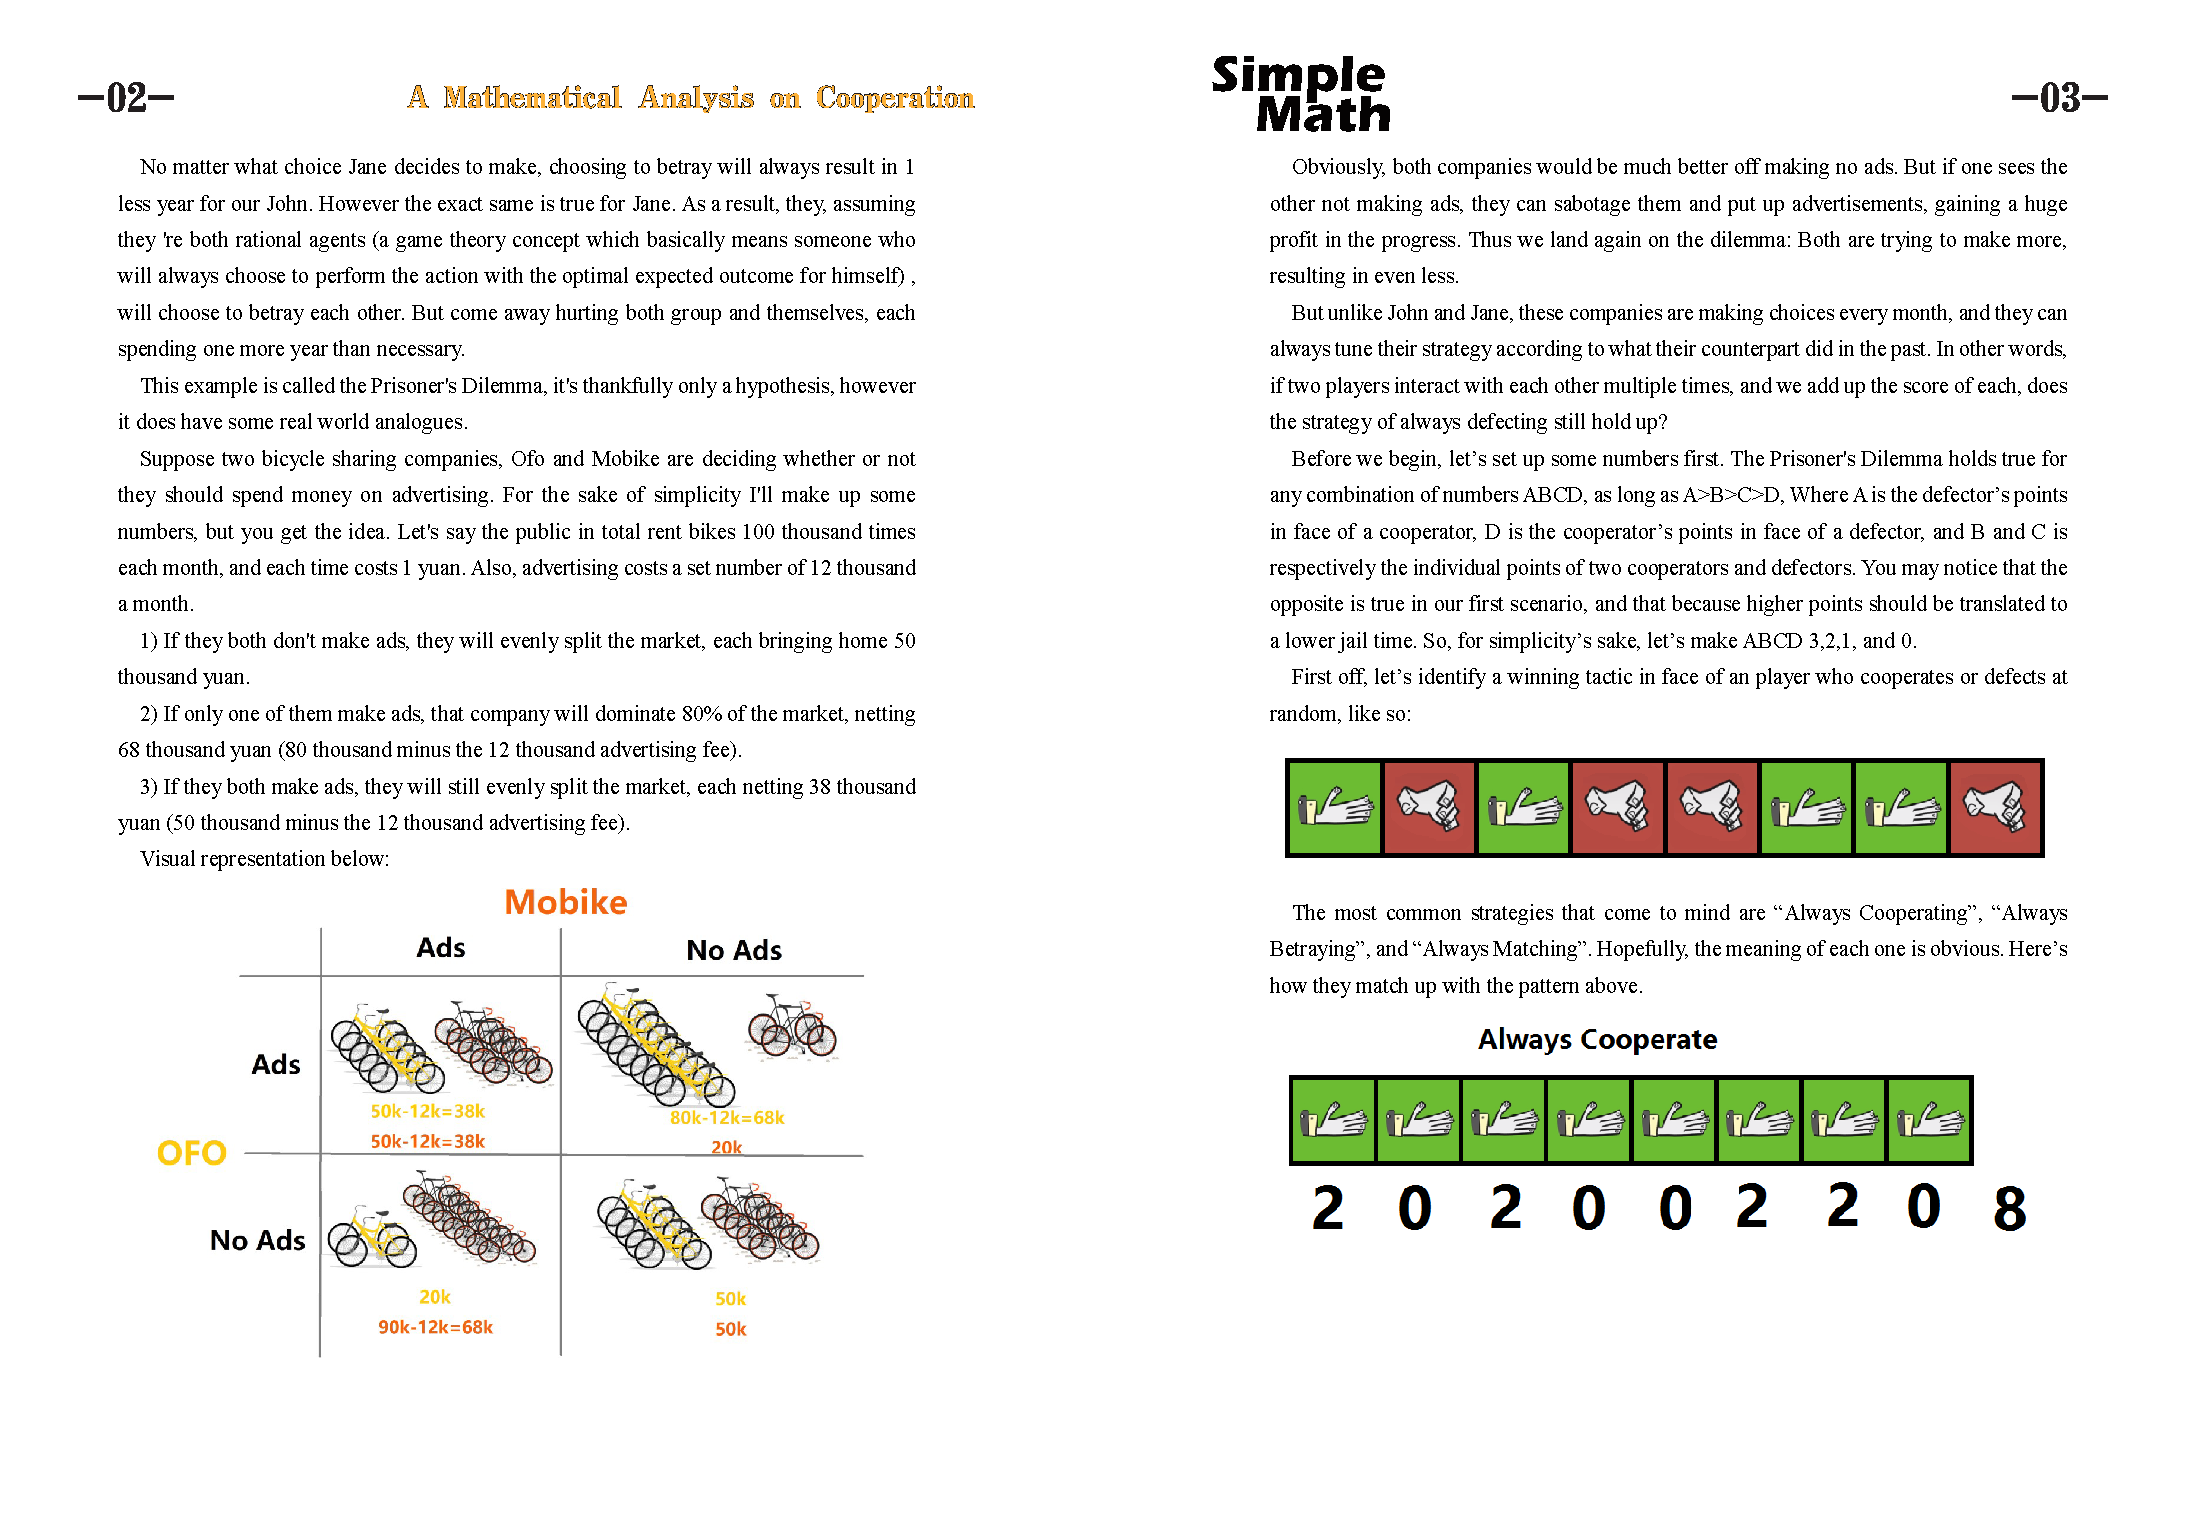 —02—
A Mathematical Analysis on Cooperation
No matter what choice Jane decides to make, choosing to betray will always result in 1
less year for our John. However the exact same is true for Jane. As a result, they, assuming
they 're both rational agents (a game theory concept which basically means someone who
will always choose to perform the action with the optimal expected outcome for himself) ,
will choose to betray each other. But come away hurting both group and themselves, each
spending one more year than necessary.
This example is called the Prisoner's Dilemma, it's thankfully only a hypothesis, however
it does have some real world analogues.
Suppose two bicycle sharing companies, Ofo and Mobike are deciding whether or not
they should spend money on advertising. For the sake of simplicity I'll make up some
numbers, but you get the idea. Let's say the public in total rent bikes 100 thousand times
each month, and each time costs 1 yuan. Also, advertising costs a set number of 12 thousand
a month.
1) If they both don't make ads, they will evenly split the market, each bringing home 50
thousand yuan.
2) If only one of them make ads, that company will dominate 80% of the market, netting
68 thousand yuan (80 thousand minus the 12 thousand advertising fee).
3) If they both make ads, they will still evenly split the market, each netting 38 thousand
yuan (50 thousand minus the 12 thousand advertising fee).
Visual representation below:
Mobike
Ads
No Ads
Ads
50k-12k=38k
50k-12k=38k
80k-12k=68k
20k
OFO
No Ads
20k
90k-12k=68k
50k
50k
Simple
Math
—03—
Obviously, both companies would be much better off making no ads. But if one sees the
other not making ads, they can sabotage them and put up advertisements, gaining a huge
profit in the progress. Thus we land again on the dilemma: Both are trying to make more,
resulting in even less.
But unlike John and Jane, these companies are making choices every month, and they can
always tune their strategy according to what their counterpart did in the past. In other words,
if two players interact with each other multiple times, and we add up the score of each, does
the strategy of always defecting still hold up?
Before we begin, let’s set up some numbers first. The Prisoner's Dilemma holds true for
any combination of numbers ABCD, as long as A>B>C>D, Where A is the defector’s points
in face of a cooperator, D is the cooperator’s points in face of a defector, and B and C is
respectively the individual points of two cooperators and defectors. You may notice that the
opposite is true in our first scenario, and that because higher points should be translated to
a lower jail time. So, for simplicity’s sake, let’s make ABCD 3,2,1, and 0.
First off, let’s identify a winning tactic in face of an player who cooperates or defects at
random, like so:
The most common strategies that come to mind are “Always Cooperating”, “Always
Betraying”, and “Always Matching”. Hopefully, the meaning of each one is obvious. Here’s
how they match up with the pattern above.
Always Cooperate
2 0 2 0 0 2 2 0 8